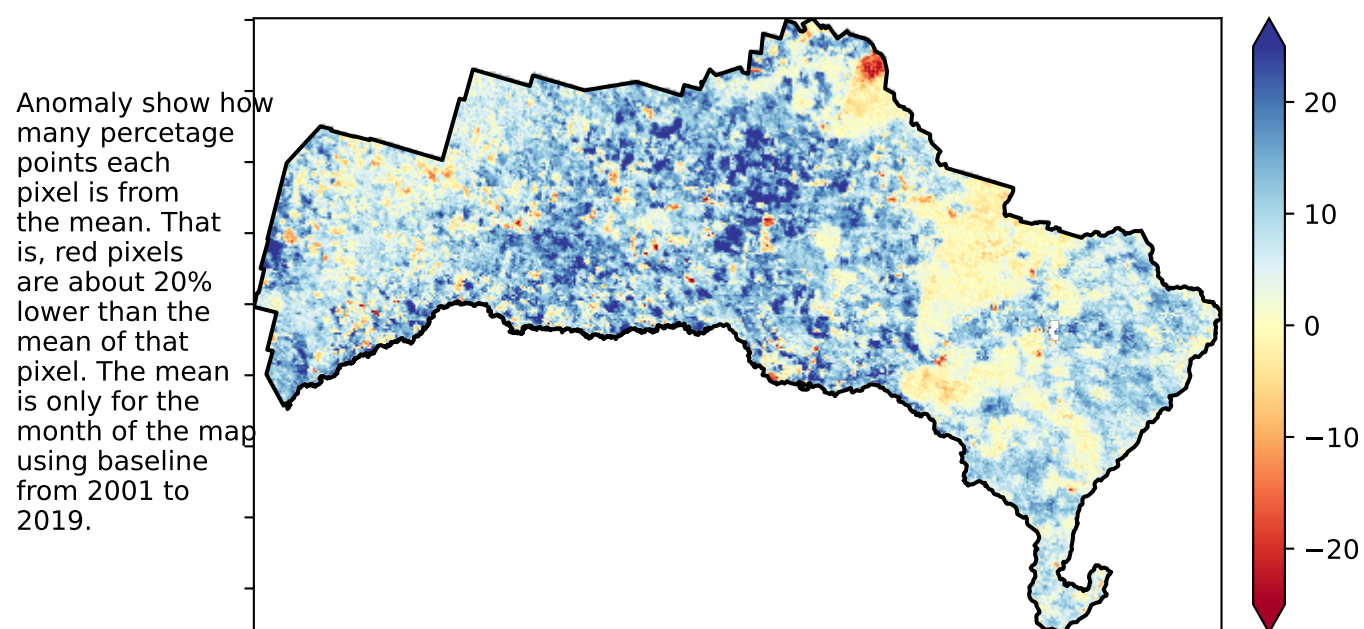 Anomaly show how
many percetage
points each
pixel is from
the mean. That
is, red pixels
are about 20%
lower than the
mean of that
pixel. The mean
is only for the
month of the map
using baseline
from 2001 to
2019.
20
10
0
−10
−20